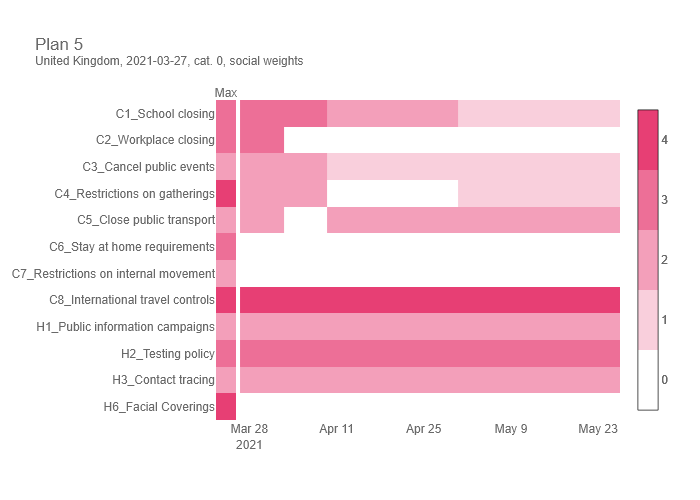 Plan 5
United Kingdom, 2021-03-27, cat. 0, social weights
Max
C1_School closing
C2_Workplace closing
C3_Cancel public events
C4_Restrictions on gatherings
C5_Close public transport
C6_Stay at home requirements
C7_Restrictions on internal movement
C8_International travel controls
H1_Public information campaigns
H2_Testing policy
H3_Contact tracing
H6_Facial Coverings
4
3
2
1
0
Mar 28 Apr 11 Apr 25 May 9 May 23
2021